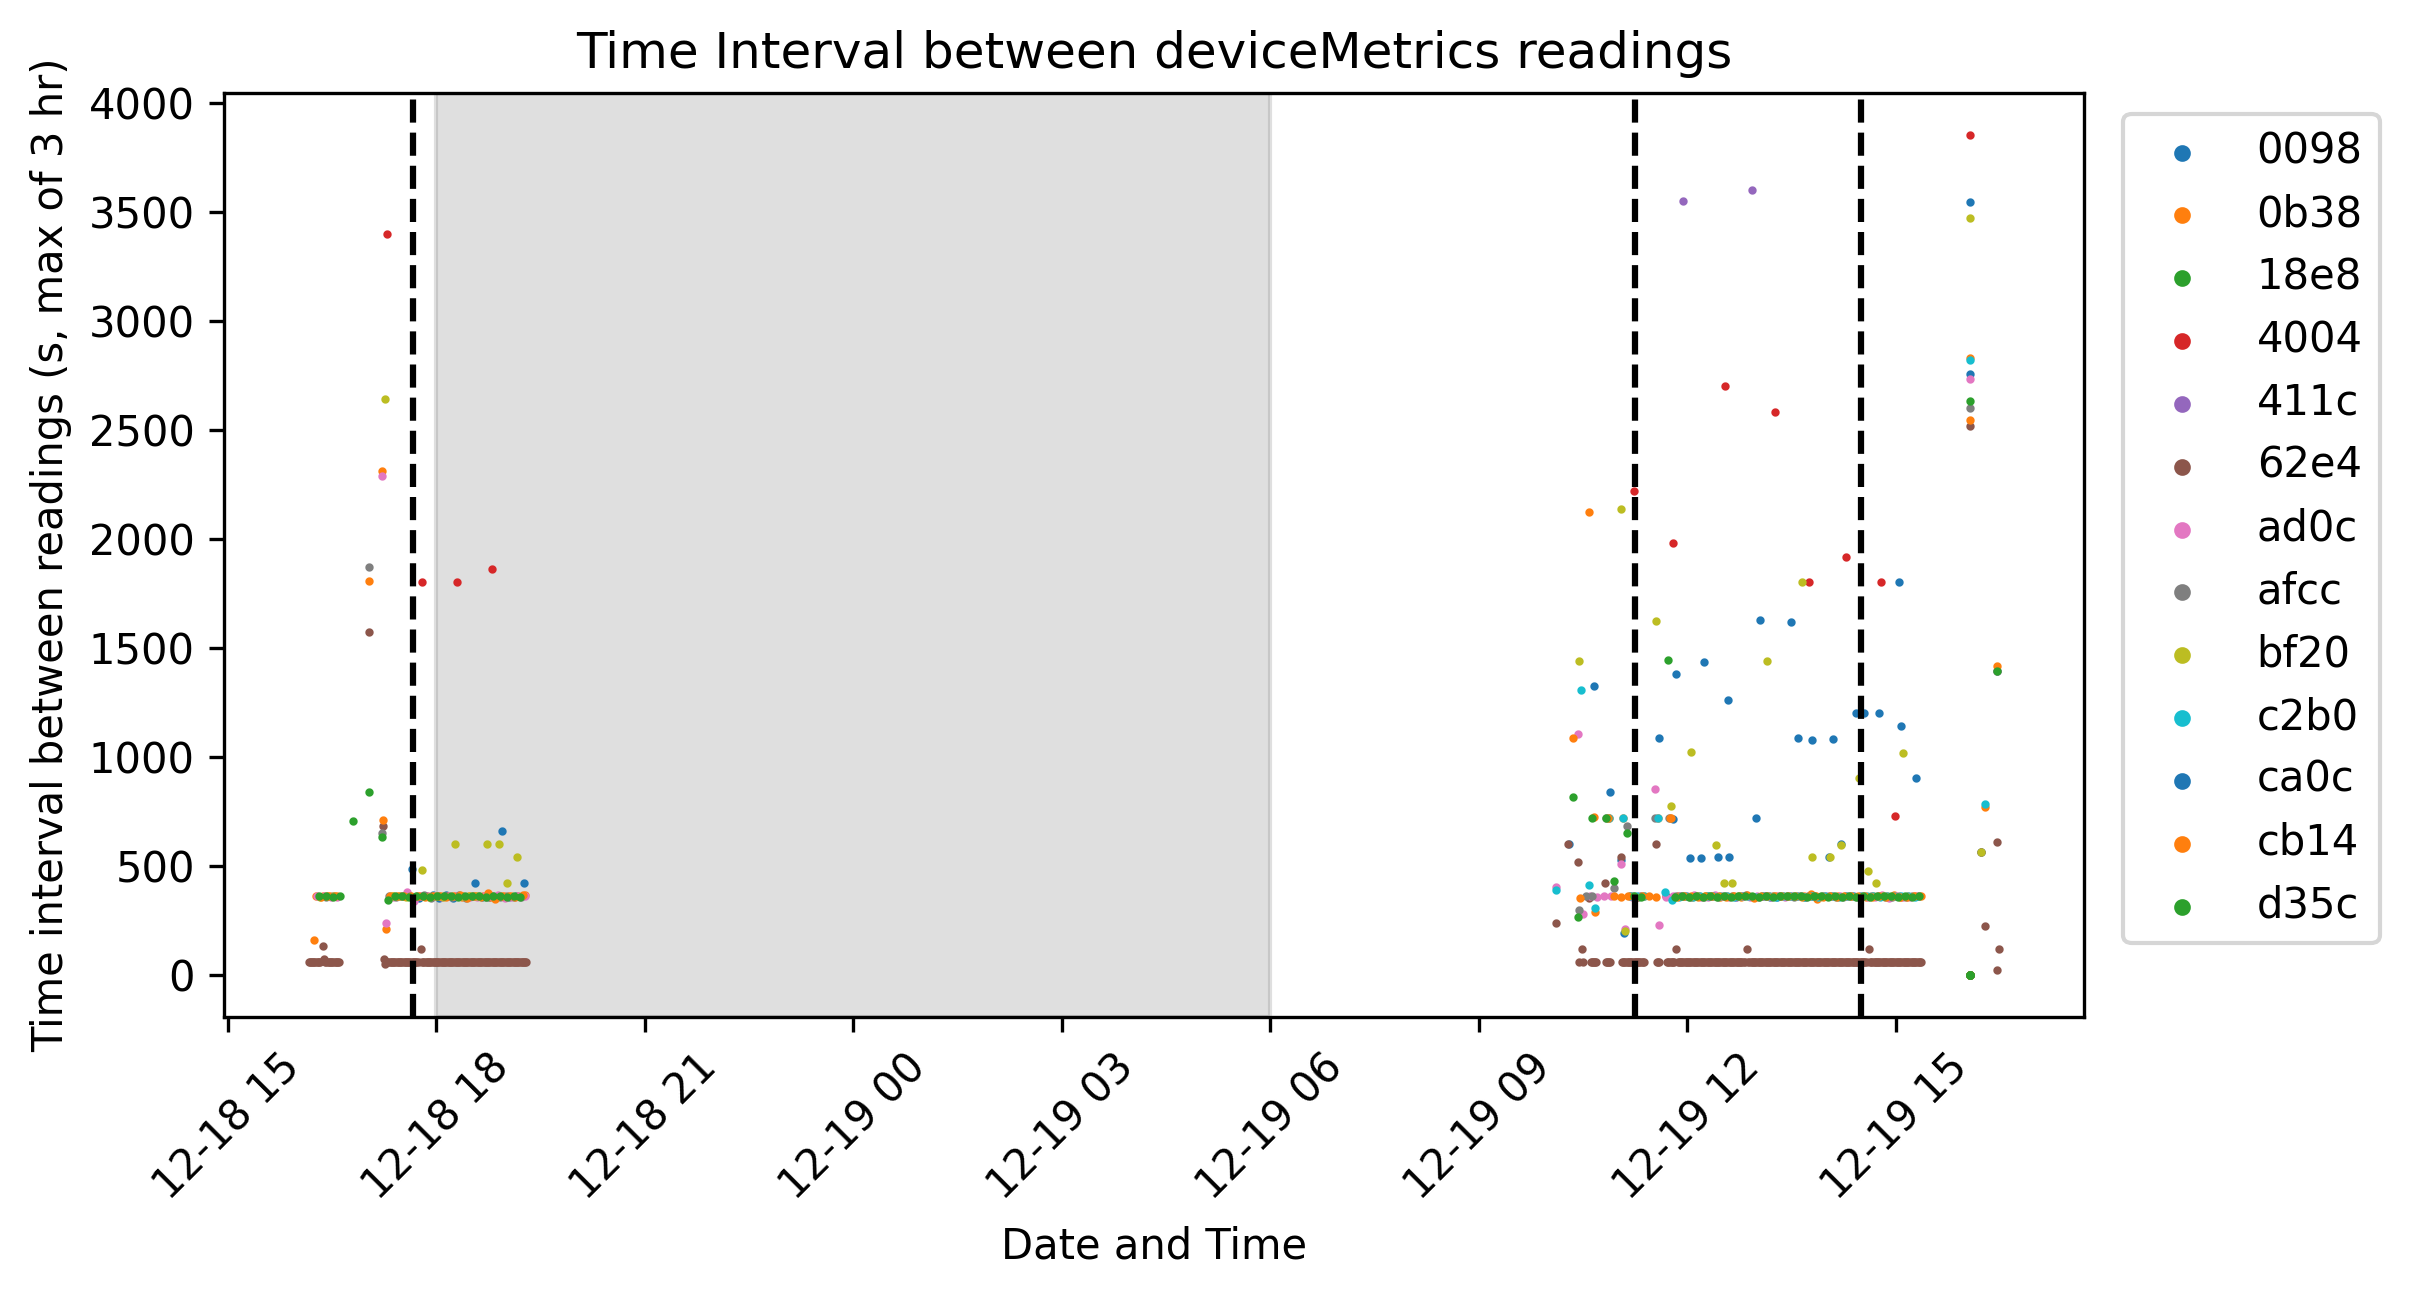 Time Interval between deviceMetrics readings
Time interval between readings (s, max of 3 hr)
4000
3500
3000
2500
2000
1500
1000
500
0
12-18 15
12-18 18
12-18 21
12-19 00
12-19 03
12-19 06
12-19 09
12-19 12
12-19 15
Date and Time
0098
0b38
18e8
4004
411c
62e4
ad0c
afcc
bf20
c2b0
ca0c
cb14
d35c